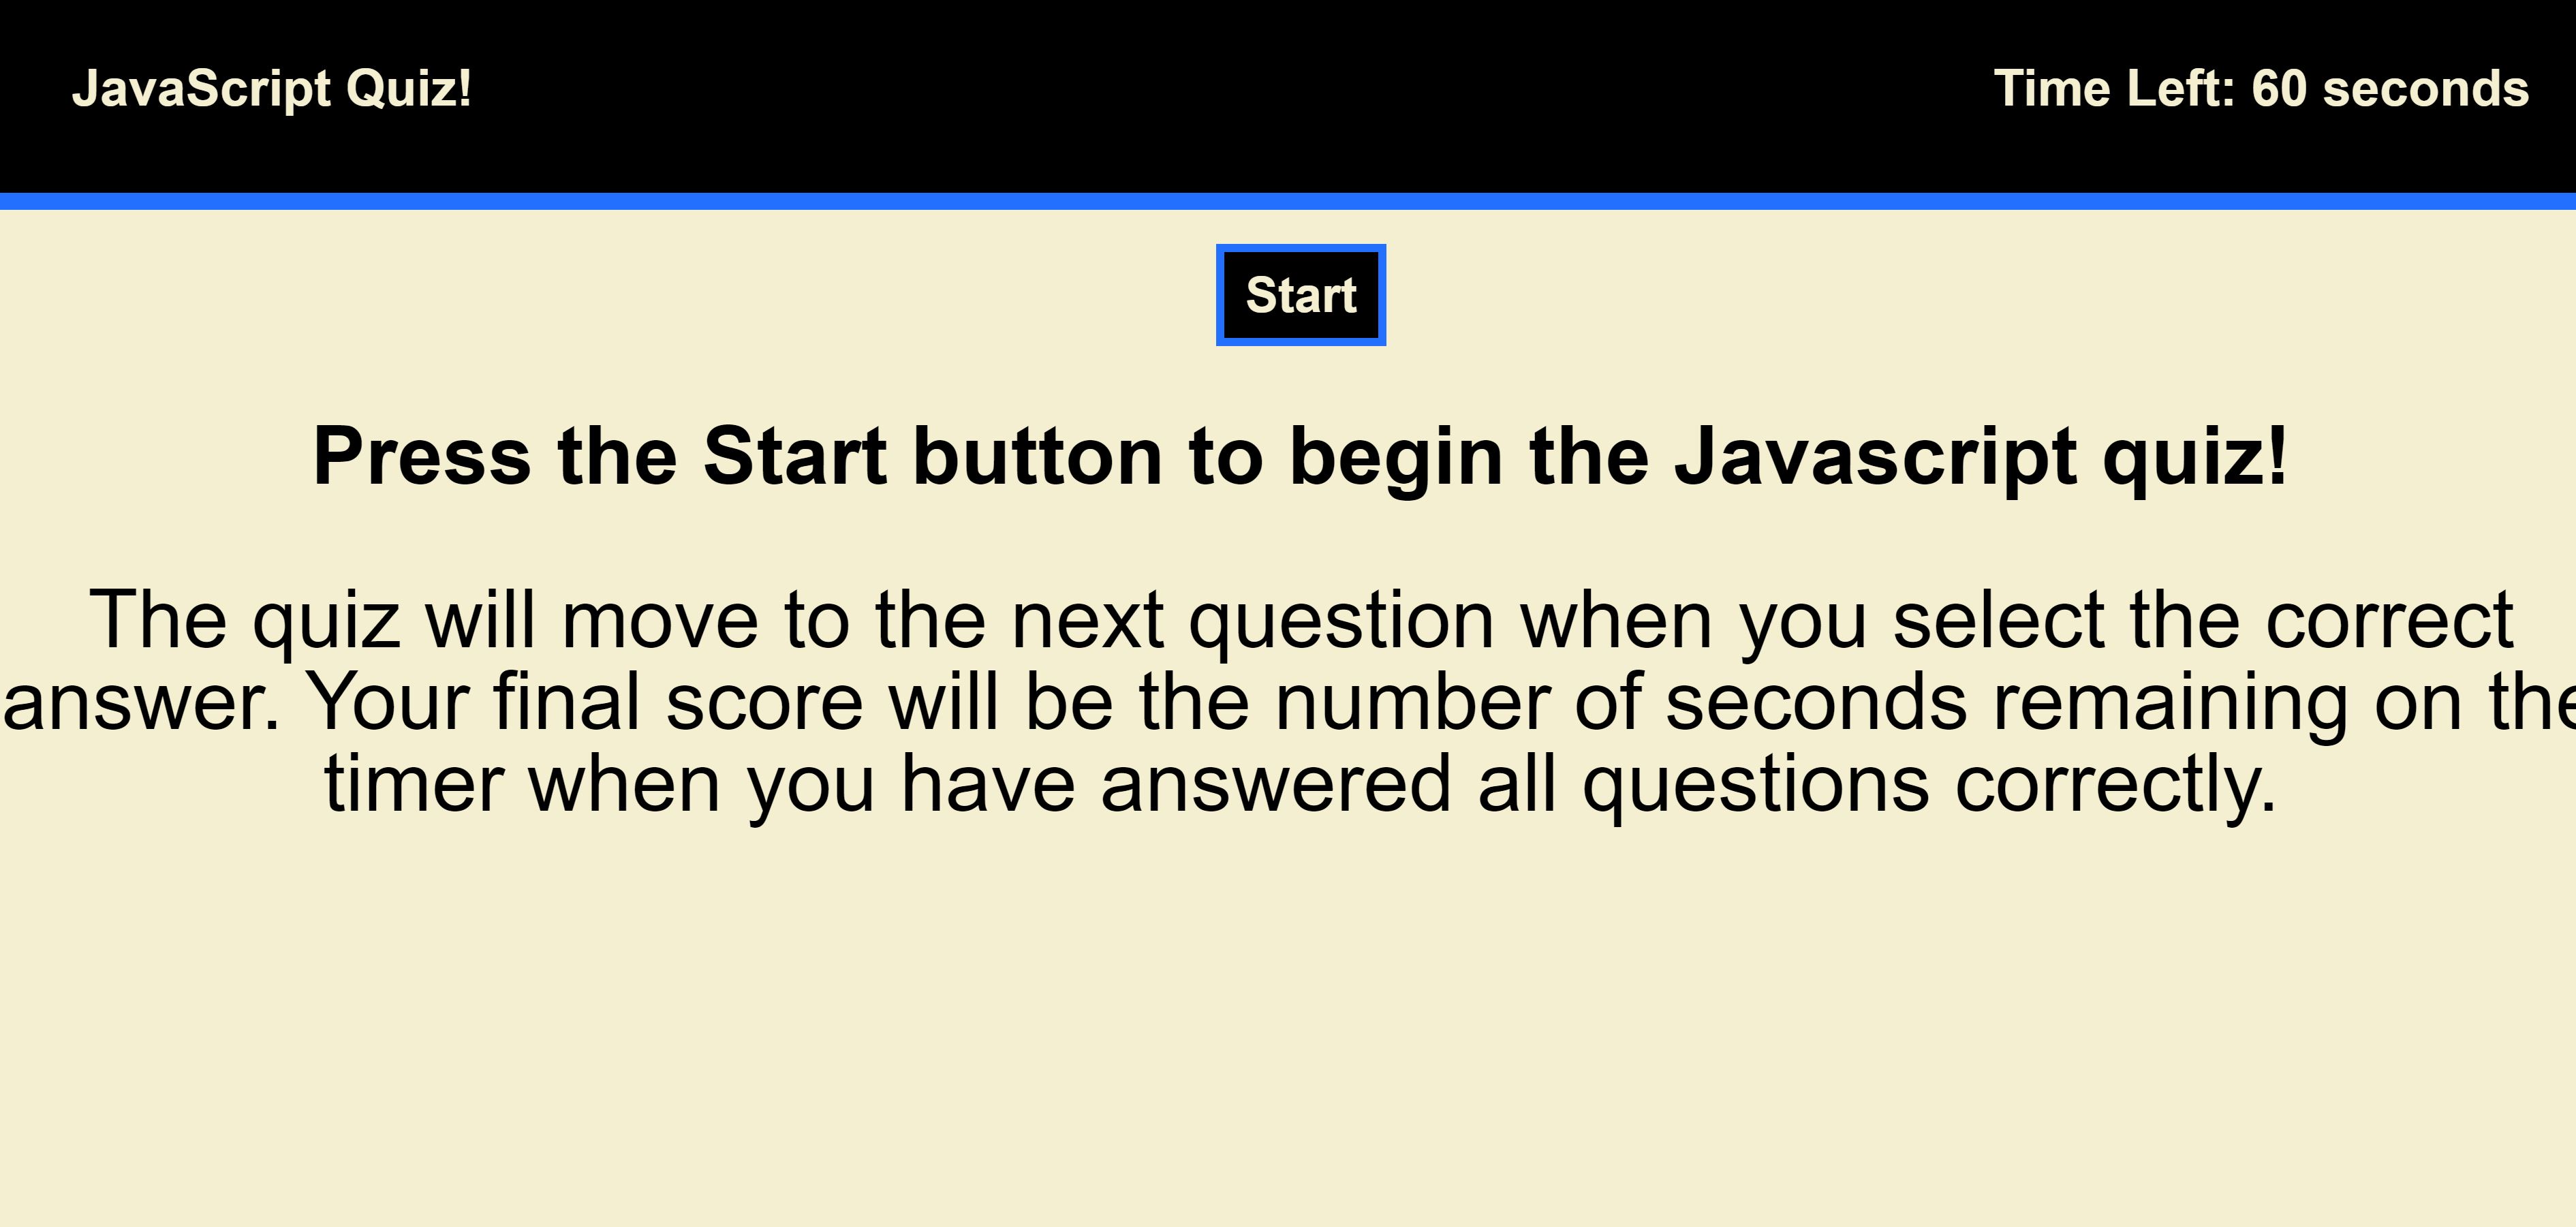 JavaScript Quiz!
Time Left: 60 seconds
Start
Press the Start button to begin the Javascript quiz!
The quiz will move to the next question when you select the correct
answer. Your final score will be the number of seconds remaining on the
timer when you have answered all questions correctly.